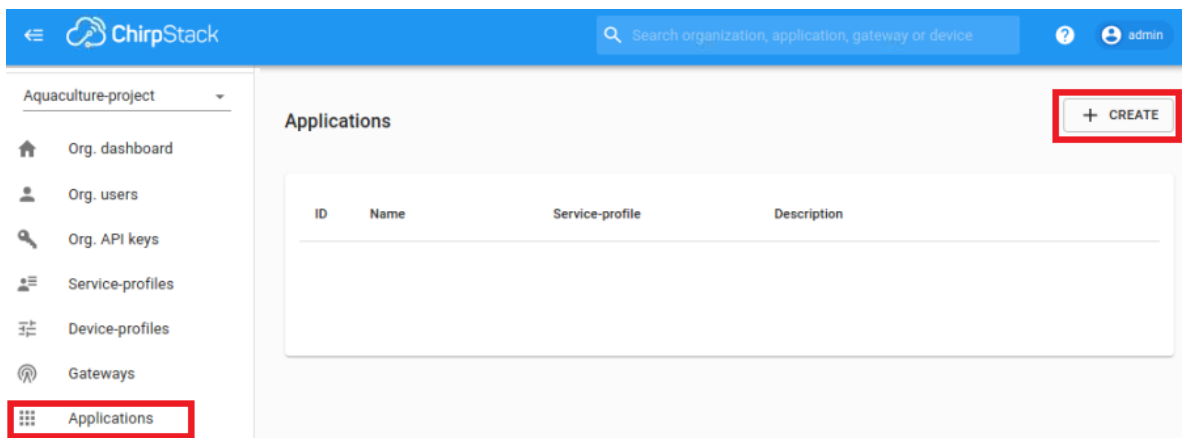 ChirpStack
Search organization, application, gateway or device
? admin
Aquaculture-project
Org. dashboard
Org. users
Org. API keys
Service-profiles
Device-profiles
Gateways
Applications
Applications
+ CREATE
ID Name Service-profile Description